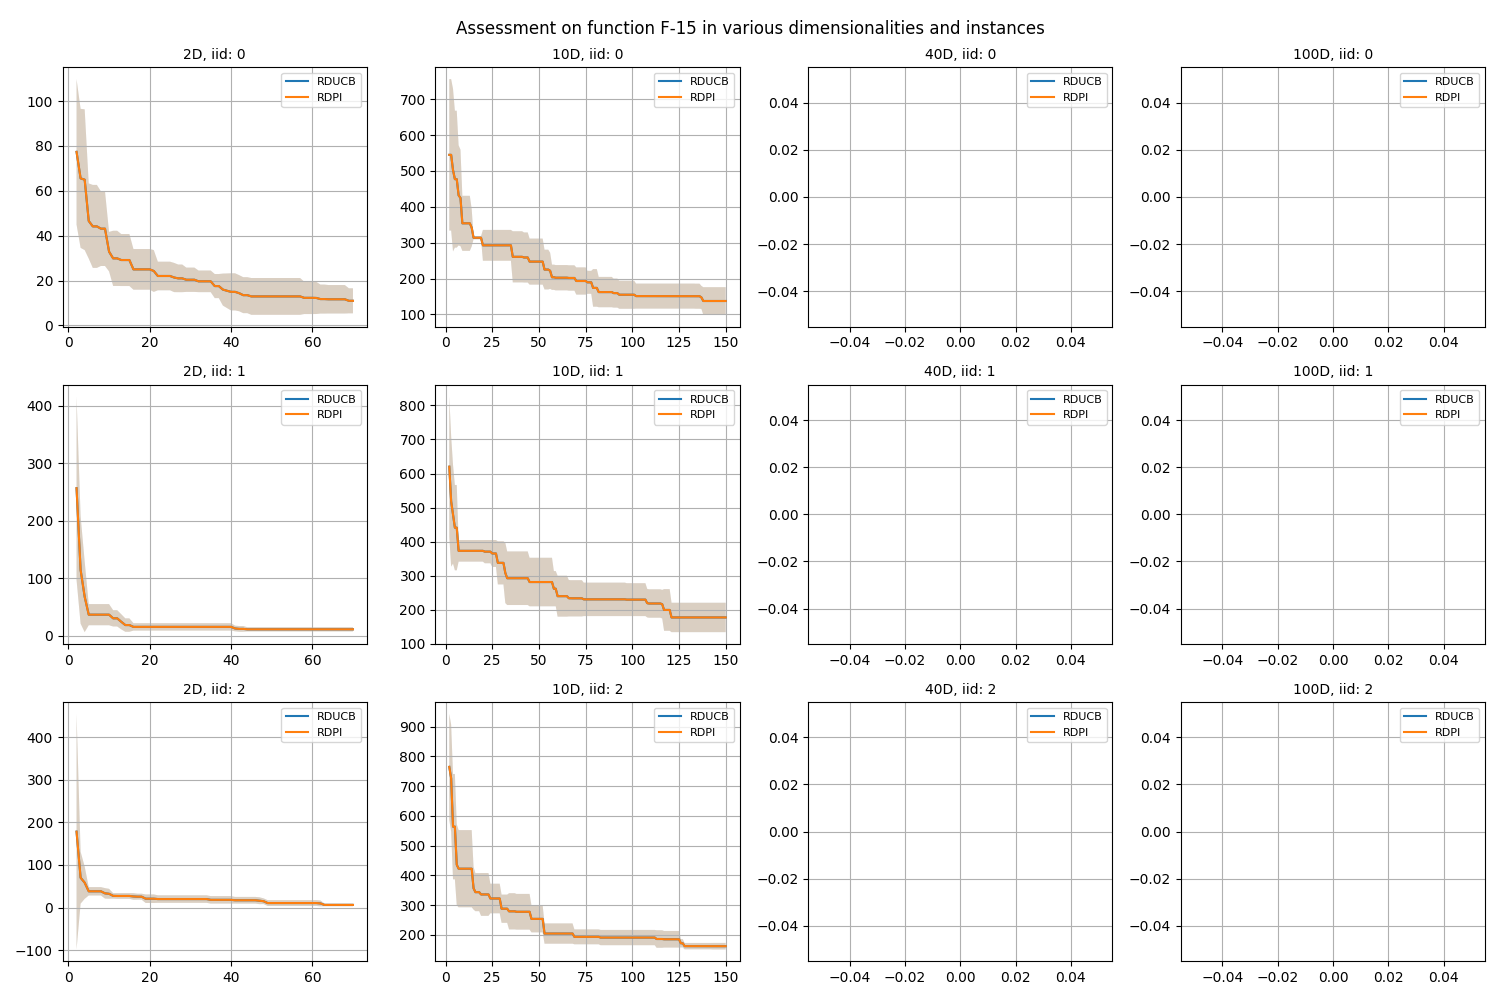 Assessment on function F-15 in various dimensionalities and instances
2D, iid: 0
RDUCB
RDPI
100
80
60
40
20
0
0 20 40 60
10D, iid: 0
RDUCB
RDPI
700
600
500
400
300
200
100
0 25 50 75 100 125 150
40D, iid: 0
RDUCB
RDPI
0.04
0.02
0.00
−0.02
−0.04
−0.04 −0.02 0.00 0.02 0.04
100D, iid: 0
RDUCB
RDPI
0.04
0.02
0.00
−0.02
−0.04
−0.04 −0.02 0.00 0.02 0.04
2D, iid: 1
RDUCB
RDPI
400
300
200
100
0
0 20 40 60
10D, iid: 1
RDUCB
RDPI
800
700
600
500
400
300
200
100
0 25 50 75 100 125 150
40D, iid: 1
RDUCB
RDPI
0.04
0.02
0.00
−0.02
−0.04
−0.04 −0.02 0.00 0.02 0.04
100D, iid: 1
RDUCB
RDPI
0.04
0.02
0.00
−0.02
−0.04
−0.04 −0.02 0.00 0.02 0.04
2D, iid: 2
RDUCB
RDPI
400
300
200
100
0
−100
0 20 40 60
10D, iid: 2
RDUCB
RDPI
900
800
700
600
500
400
300
200
0 25 50 75 100 125 150
40D, iid: 2
RDUCB
RDPI
0.04
0.02
0.00
−0.02
−0.04
−0.04 −0.02 0.00 0.02 0.04
100D, iid: 2
RDUCB
RDPI
0.04
0.02
0.00
−0.02
−0.04
−0.04 −0.02 0.00 0.02 0.04